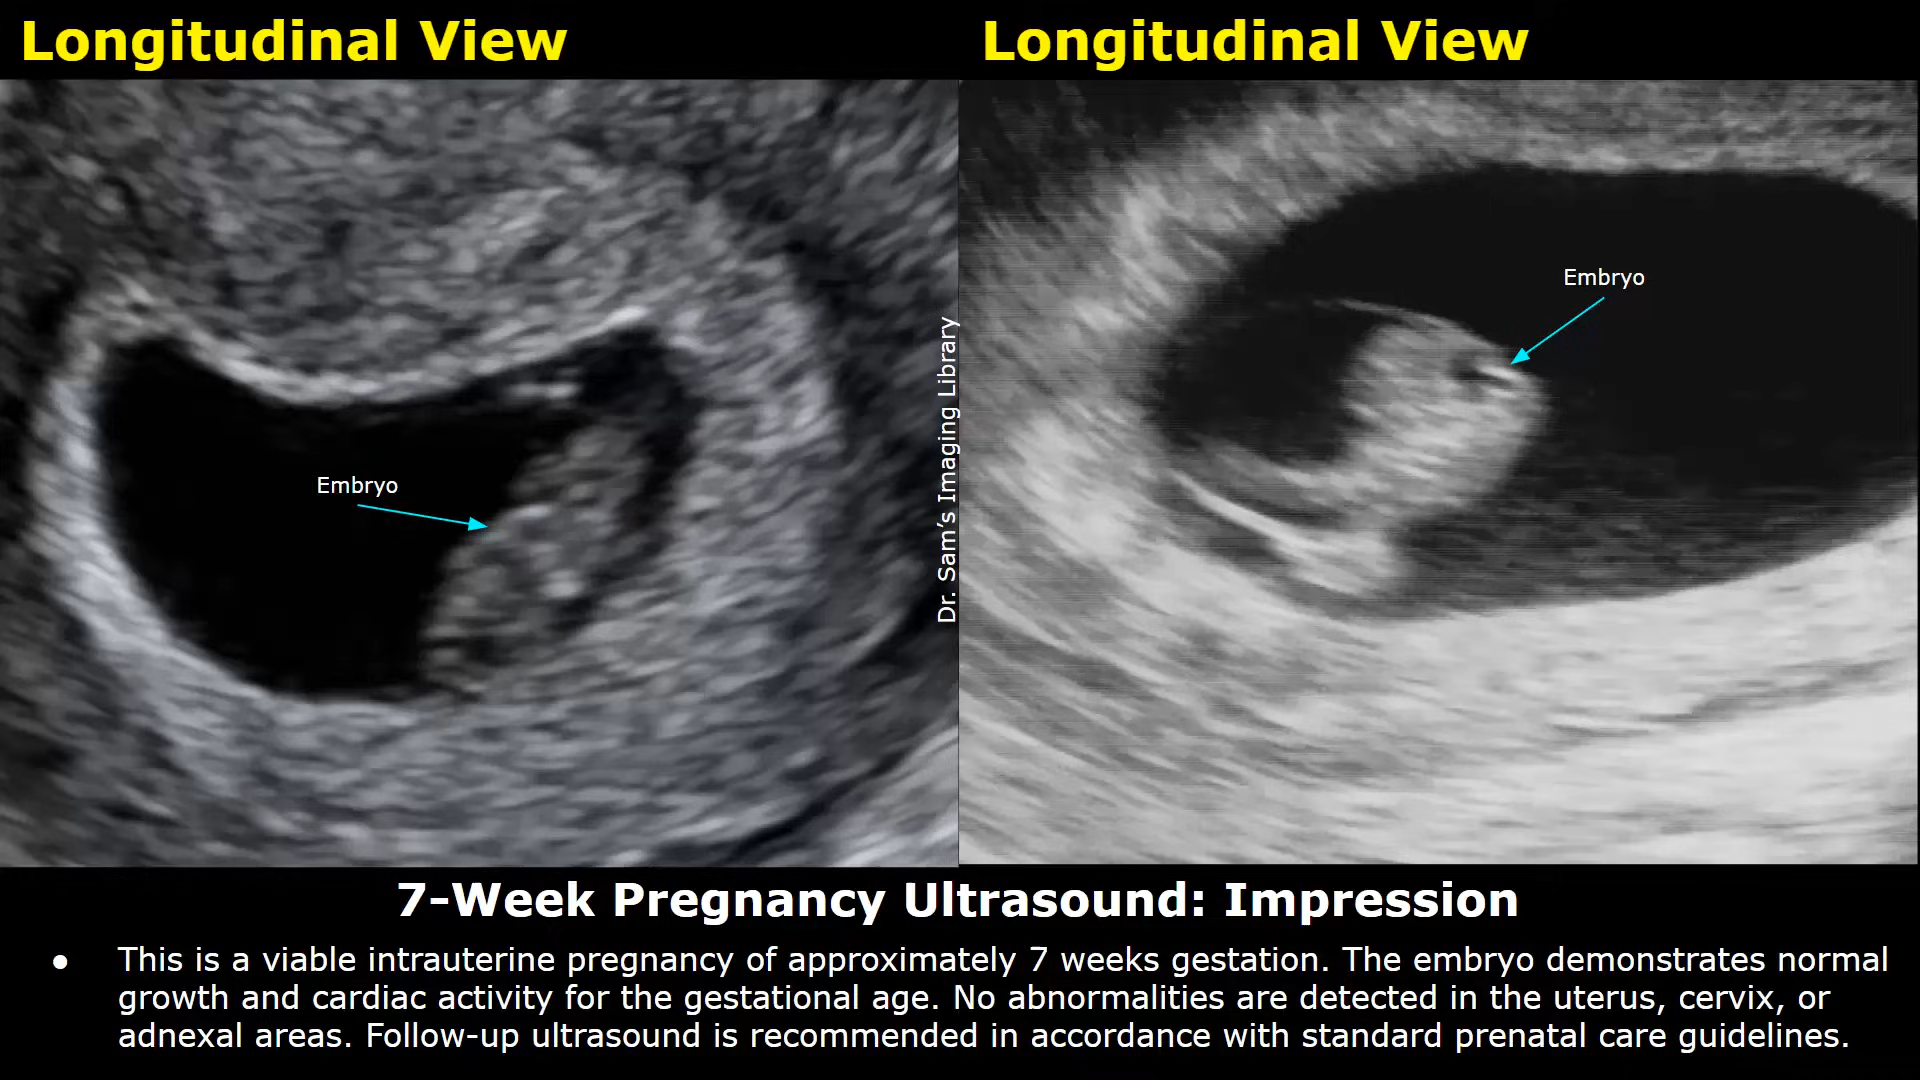 Longitudinal View
Longitudinal View
Embryo
Embryo
Dr. Sam’s Imaging Library
7-Week Pregnancy Ultrasound: Impression
● This is a viable intrauterine pregnancy of approximately 7 weeks gestation. The embryo demonstrates normal
growth and cardiac activity for the gestational age. No abnormalities are detected in the uterus, cervix, or
adnexal areas. Follow-up ultrasound is recommended in accordance with standard prenatal care guidelines.